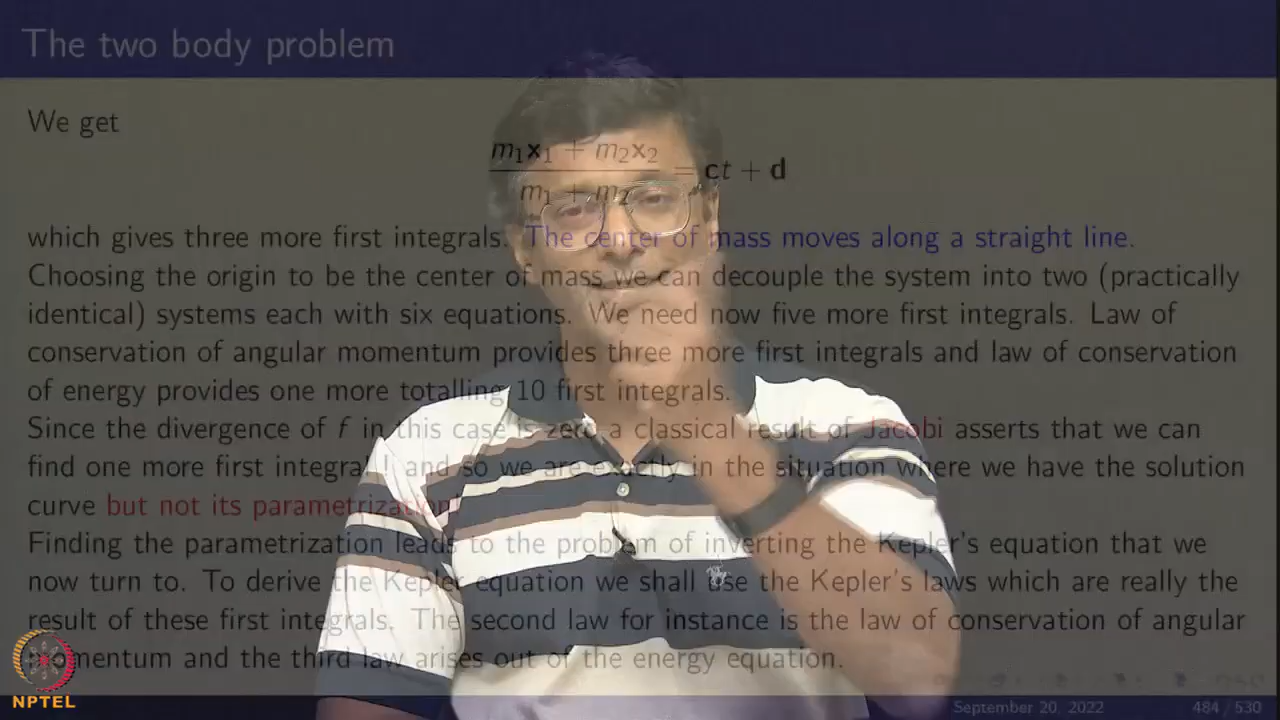 The two body problem
We get
m₁x₁ + m₂x₂
= ct + d
m₁ + m₂
which gives three more first integrals. The center of mass moves along a straight line.
Choosing the origin to be the center of mass we can decouple the system into two (practically
identical) systems each with six equations. We need now five more first integrals. Law of
conservation of angular momentum provides three more first integrals and law of conservation
of energy provides one more totalling 10 first integrals.
Since the divergence of f in this case is zero a classical result of Jacobi asserts that we can
find one more first integral! and so we are exactly in the situation where we have the solution
curve but not its parametrization.
Finding the parametrization leads to the problem of inverting the Kepler's equation that we
now turn to. To derive the Kepler equation we shall use the Kepler's laws which are really the
result of these first integrals. The second law for instance is the law of conservation of angular
momentum and the third law arises out of the energy equation.
NPTEL
September 20, 2022 484 / 530